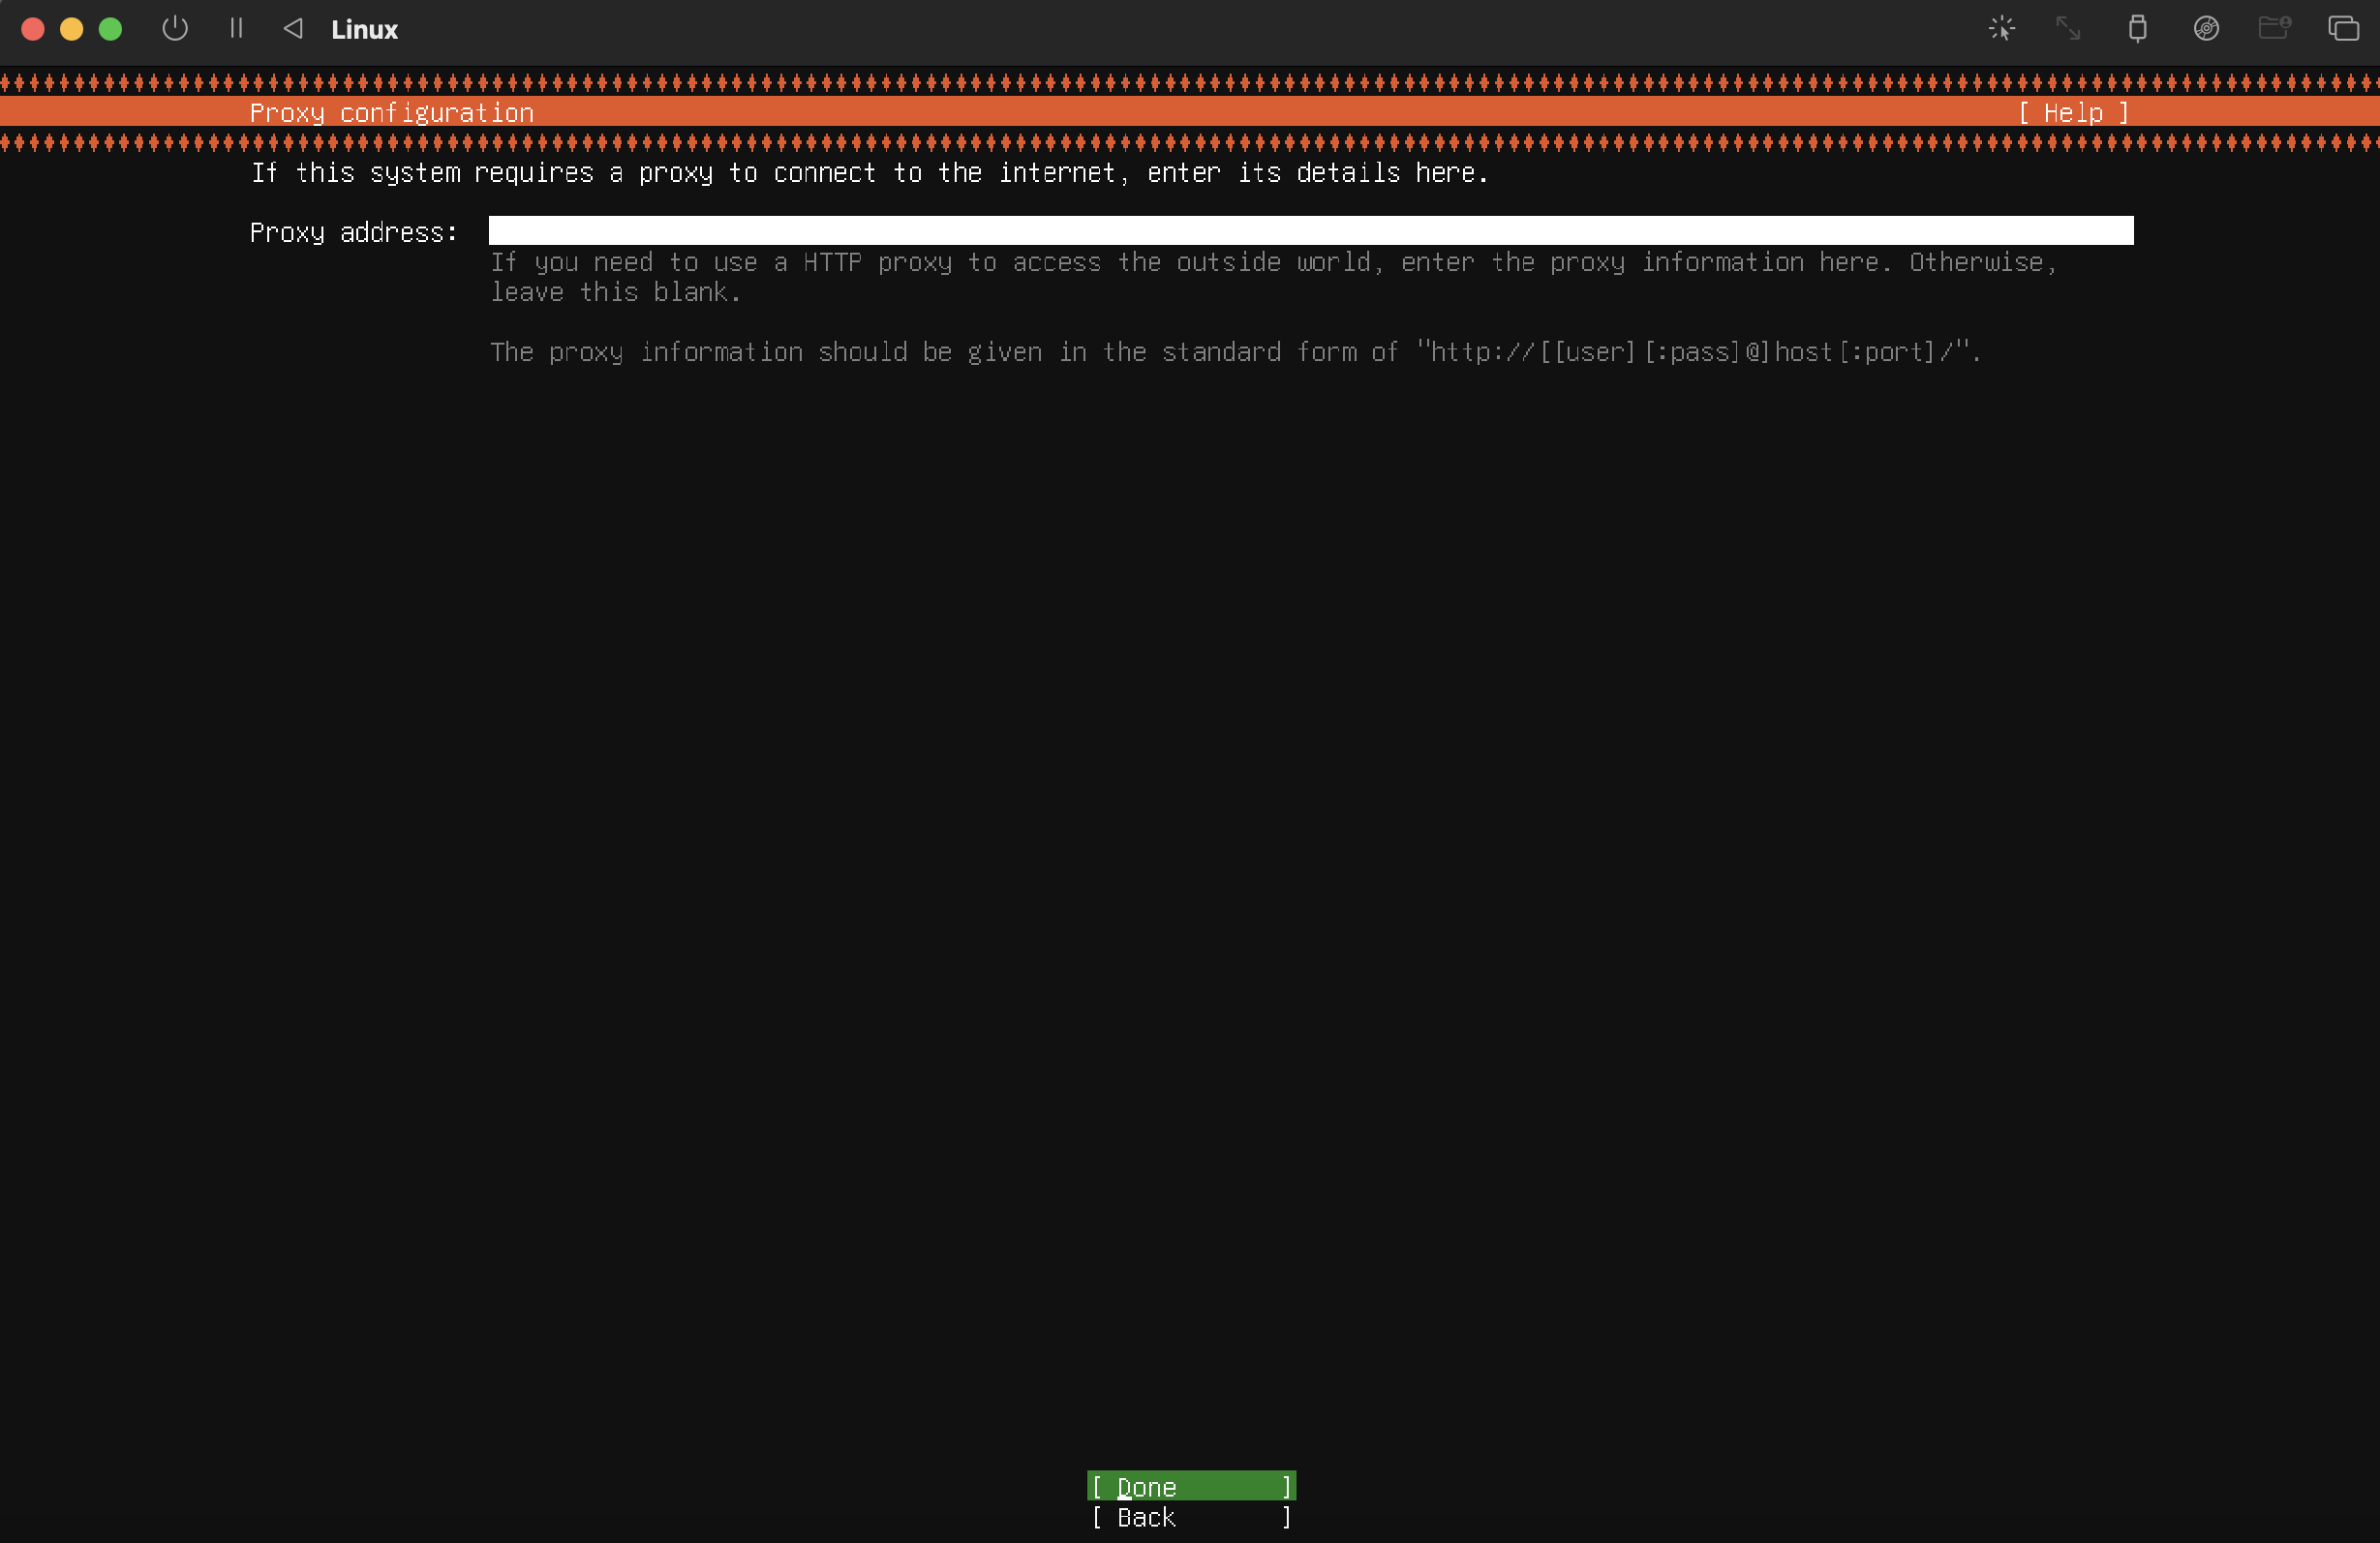 Linux
Proxy configuration [ Help ]
If this system requires a proxy to connect to the internet, enter its details here.
Proxy address:
If you need to use a HTTP proxy to access the outside world, enter the proxy information here. Otherwise,
leave this blank.
The proxy information should be given in the standard form of "http://[[user][:pass]@]host[:port]/".
[ Done ]
[ Back ]